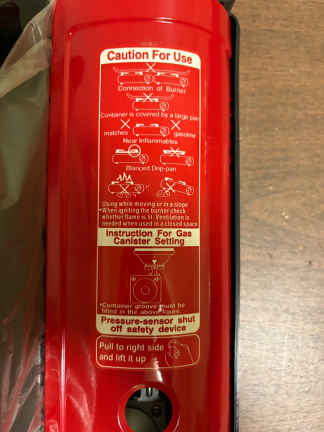 Caution For Use
Connection of Burner
Container is covered by a large pan
matches
gasoline
Near Inflammables
Blanced Drip-pan
Using while moving or in a slope
*When igniting the burner check
whether flame is lit. Ventilation is
needed when used in a closed space
Instruction For Gas
Canister Setting
*Container groove must be
fitted in the above figure.
Pressure-sensor shut
off safety device
Pull to right side
and lift it up